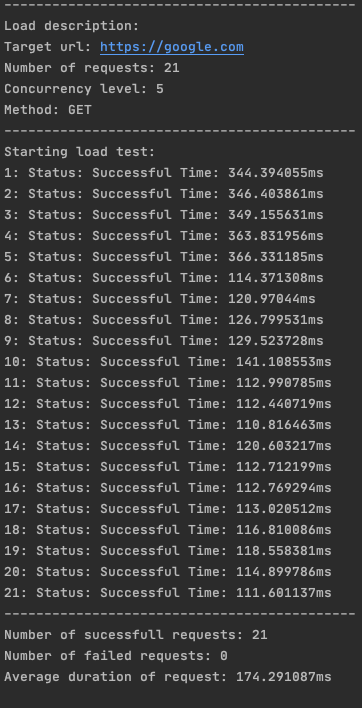 --------------------------------------------
Load description:
Target url: https://google.com
Number of requests: 21
Concurrency level: 5
Method: GET
--------------------------------------------
Starting load test:
1: Status: Successful Time: 344.394055ms
2: Status: Successful Time: 346.403861ms
3: Status: Successful Time: 349.155631ms
4: Status: Successful Time: 363.831956ms
5: Status: Successful Time: 366.331185ms
6: Status: Successful Time: 114.371308ms
7: Status: Successful Time: 120.97044ms
8: Status: Successful Time: 126.799531ms
9: Status: Successful Time: 129.523728ms
10: Status: Successful Time: 141.108553ms
11: Status: Successful Time: 112.990785ms
12: Status: Successful Time: 112.440719ms
13: Status: Successful Time: 110.816463ms
14: Status: Successful Time: 120.603217ms
15: Status: Successful Time: 112.712199ms
16: Status: Successful Time: 112.769294ms
17: Status: Successful Time: 113.020512ms
18: Status: Successful Time: 116.810086ms
19: Status: Successful Time: 118.558381ms
20: Status: Successful Time: 114.899786ms
21: Status: Successful Time: 111.601137ms
--------------------------------------------
Number of sucessfull requests: 21
Number of failed requests: 0
Average duration of request: 174.291087ms